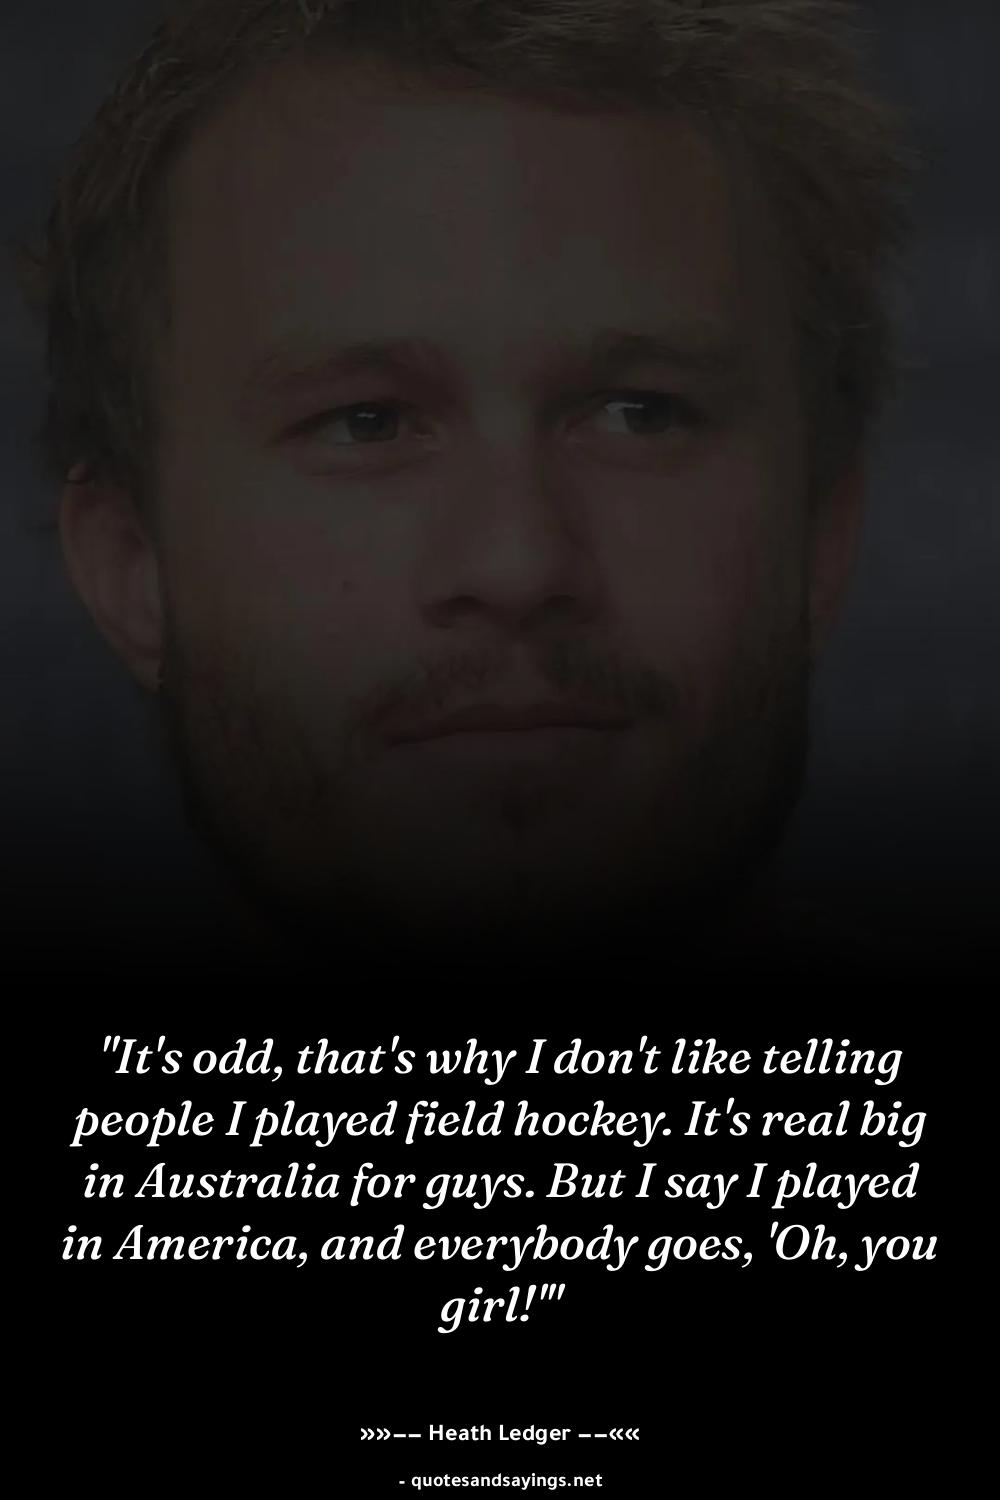 "It's odd, that's why I don't like telling
people I played field hockey. It's real big
in Australia for guys. But I say I played
in America, and everybody goes, 'Oh, you
girl!'"
»»−− Heath Ledger −−««
- quotesandsayings.net